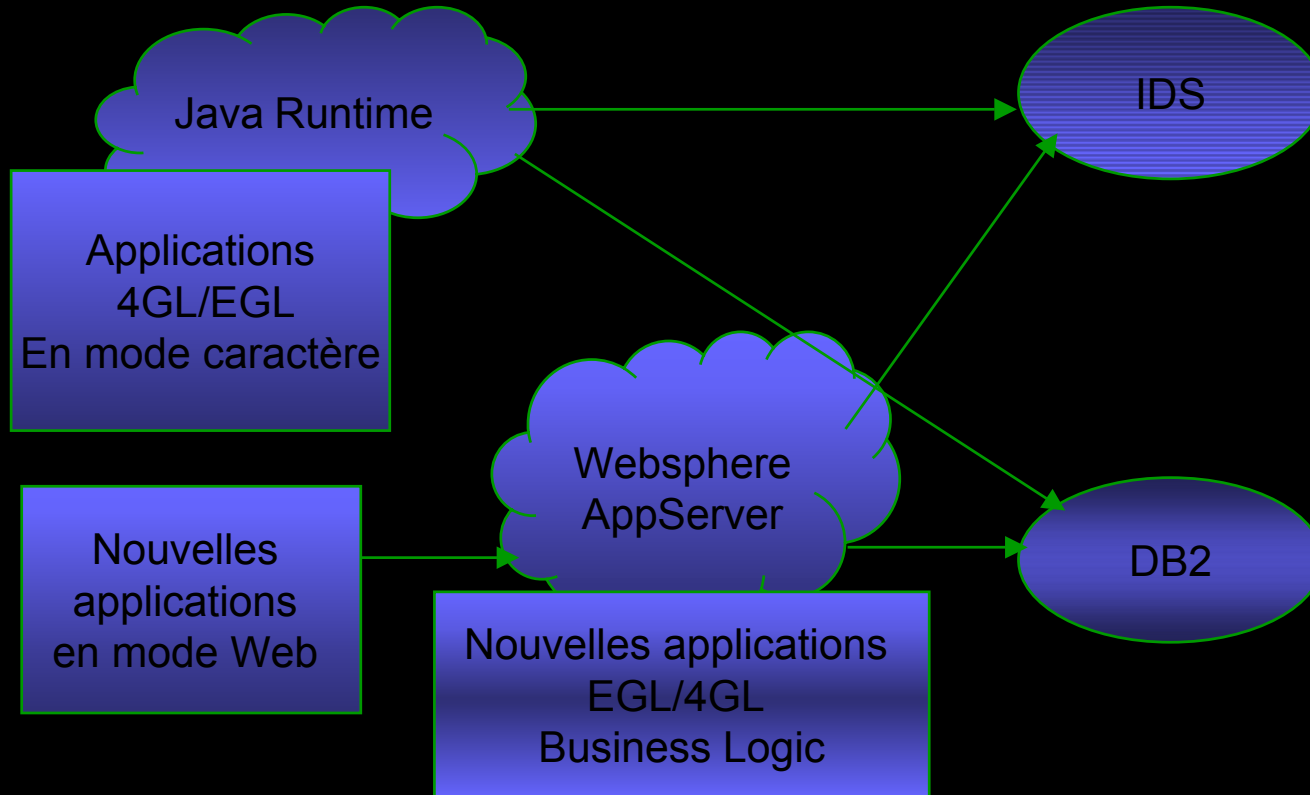 Java Runtime
IDS
Applications
4GL/EGL
En mode caractère
Websphere
AppServer
Nouvelles
applications
en mode Web
DB2
Nouvelles applications
EGL/4GL
Business Logic